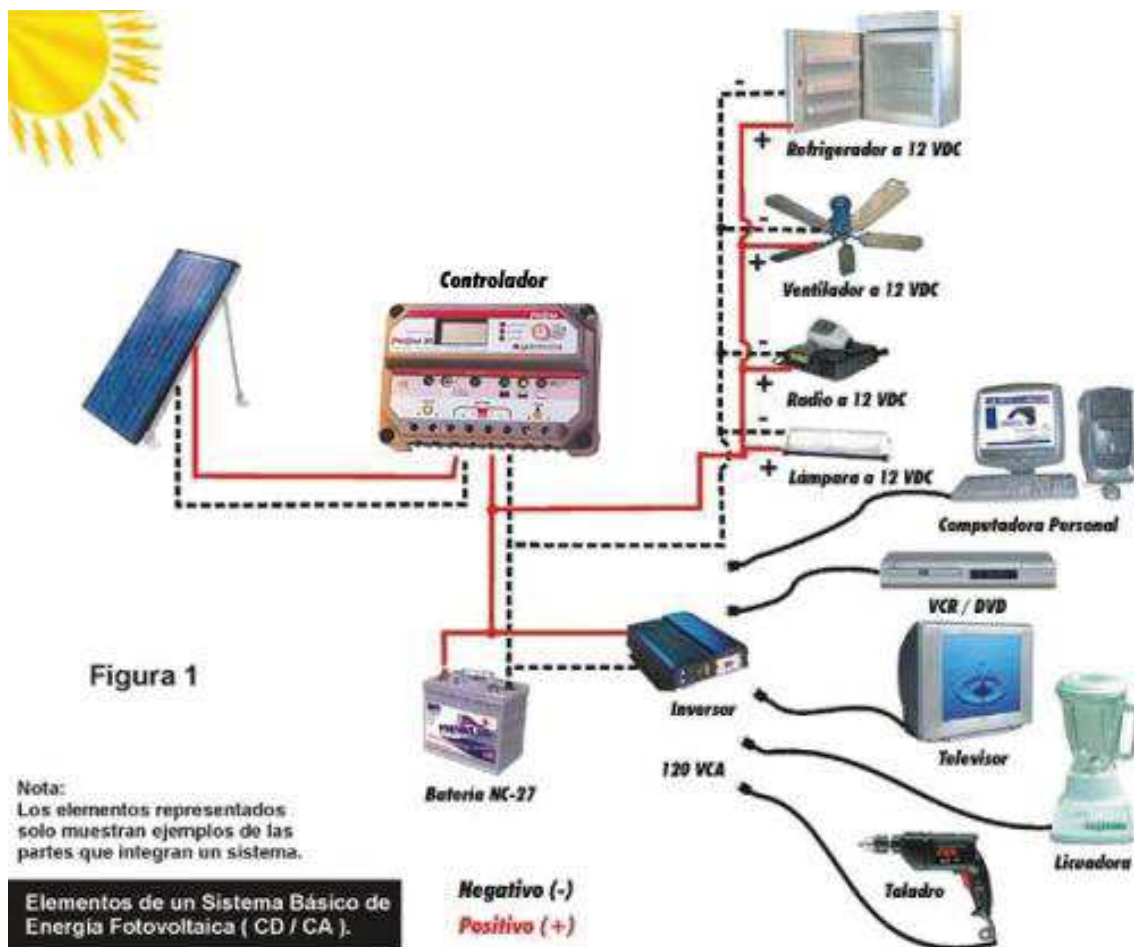 -
+
Refrigerador a 12 VDC
-
+
Ventilador a 12 VDC
Controlador
-
+
Radio a 12 VDC
-
+
Lámpara a 12 VDC
Computadora Personal
VCR / DVD
Figura 1
Inversor
Televisor
120 VCA
Batería NC-27
Licuadora
Taladro
Nota:
Los elementos representados
solo muestran ejemplos de las
partes que integran un sistema.
Elementos de un Sistema Básico de
Energía Fotovoltaica ( CD / CA ).
Negativo (-)
Positivo (+)